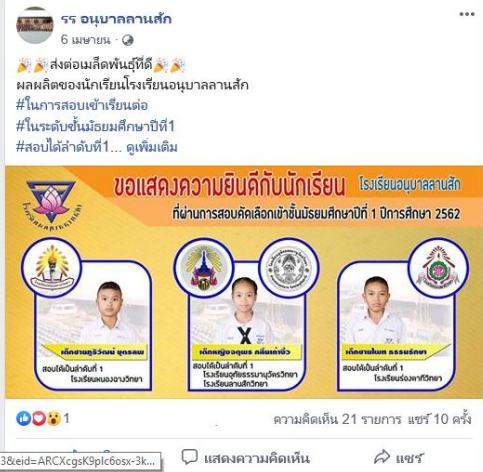 รร อนุบาลลานสัก
6 เมษายน ·
ส่งต่อเมล็ดพันธุ์ที่ดี
ผลผลิตของนักเรียนโรงเรียนอนุบาลลานสัก
#ในการสอบเข้าเรียนต่อ
#ในระดับชั้นมัธยมศึกษาปีที่1
#สอบได้ลำดับที่1... ดูเพิ่มเติม
ขอแสดงความยินดีกับนักเรียน โรงเรียนอนุบาลลานสัก
ที่ผ่านการสอบคัดเลือกเข้าชั้นมัธยมศึกษาปีที่ 1 ปีการศึกษา 2562
เด็กชายภูริวัฒน์ ยุดรลพ
สอบได้เป็นลำดับที่ 1
โรงเรียนหนองฉางวิทยา
เด็กหญิงจตุพร กลิ่นเก่างิ้ว
สอบได้เป็นลำดับที่ 1
โรงเรียนอุทัยธรรมานุวัตรวิทยา
โรงเรียนลานสักวิทยา
เด็กชายไผท ธรรมรักษา
สอบได้เป็นลำดับที่ 1
โรงเรียนร่องตาทีวิทยา
1
ความคิดเห็น 21 รายการ แชร์ 10 ครั้ง
3&eid=ARCXcgsK9plc6osx-3k...
แสดงความคิดเห็น
แชร์